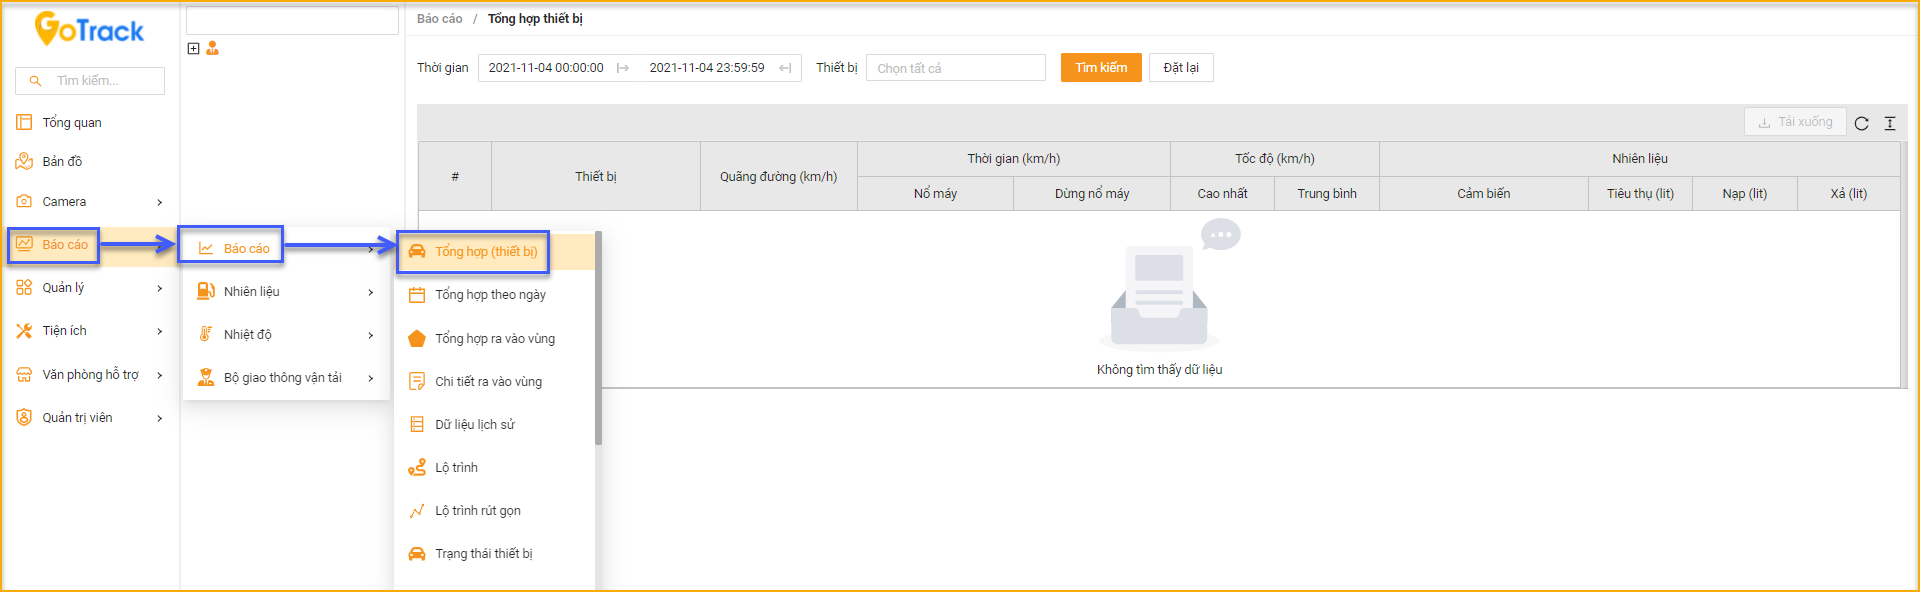 GoTrack
Tìm kiếm...
Tổng quan
Bản đồ
Camera
Báo cáo
Quản lý
Tiện ích
Văn phòng hỗ trợ
Quản trị viên
Báo cáo
Nhiên liệu
Nhiệt độ
Bộ giao thông vận tải
Tổng hợp (thiết bị)
Tổng hợp theo ngày
Tổng hợp ra vào vùng
Chi tiết ra vào vùng
Dữ liệu lịch sử
Lộ trình
Lộ trình rút gọn
Trạng thái thiết bị
Báo cáo / Tổng hợp thiết bị
Thời gian 2021-11-04 00:00:00 2021-11-04 23:59:59 Thiết bị Chọn tất cả Tìm kiếm Đặt lại
Tải xuống
# Thiết bị Quãng đường (km/h) Thời gian (km/h) Tốc độ (km/h) Nhiên liệu
Nổ máy Dừng nổ máy Cao nhất Trung bình Cảm biến Tiêu thụ (lit) Nạp (lit) Xả (lit)
Không tìm thấy dữ liệu